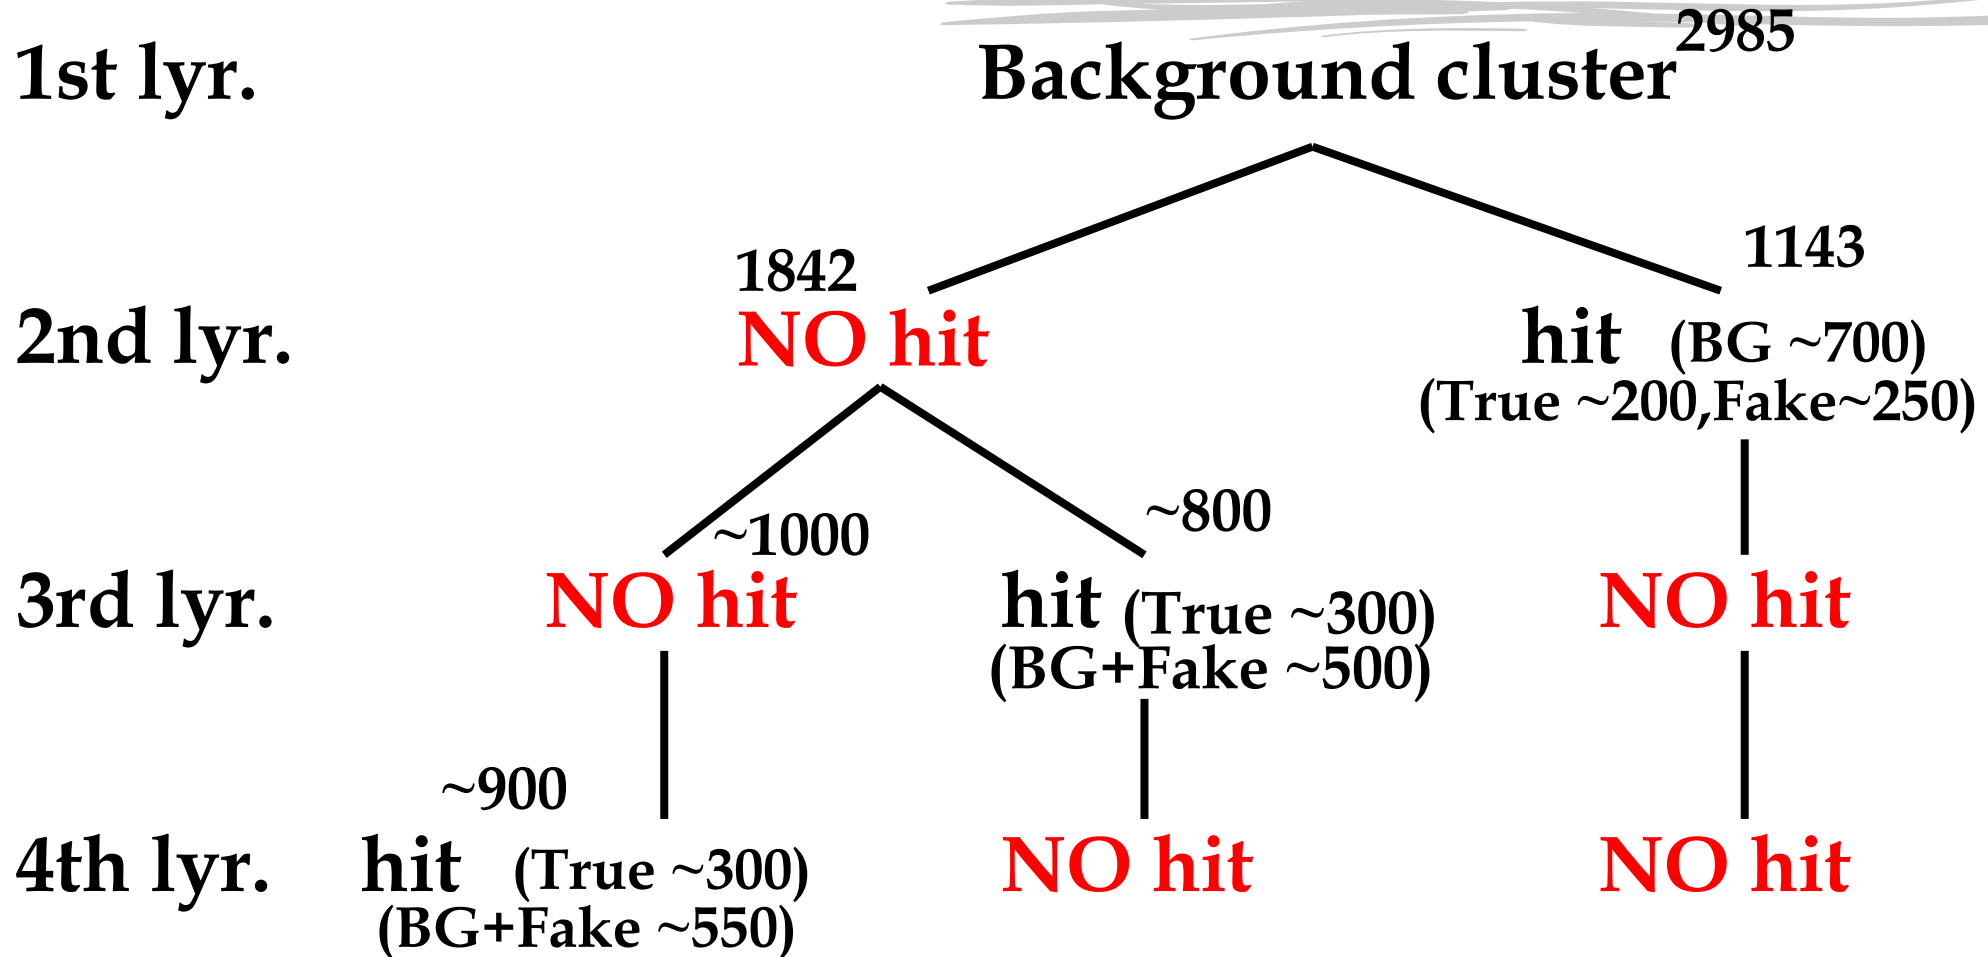 2985
1st lyr. Background cluster
1842 1143
2nd lyr. NO hit hit (BG ~700)
(True ~200,Fake~250)
~1000 ~800
3rd lyr. NO hit hit (True ~300) NO hit
(BG+Fake ~500)
~900
4th lyr. hit (True ~300) NO hit NO hit
(BG+Fake ~550)